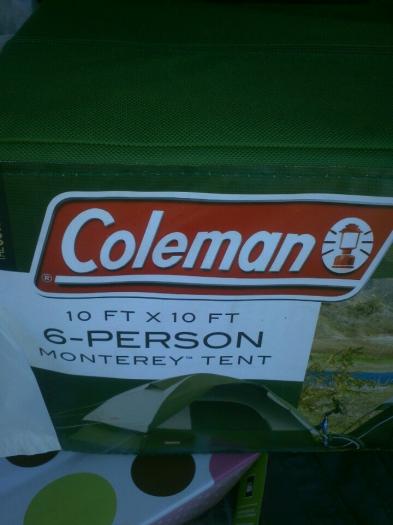 Coleman
®
10 FT X 10 FT
6-PERSON
MONTEREY™ TENT